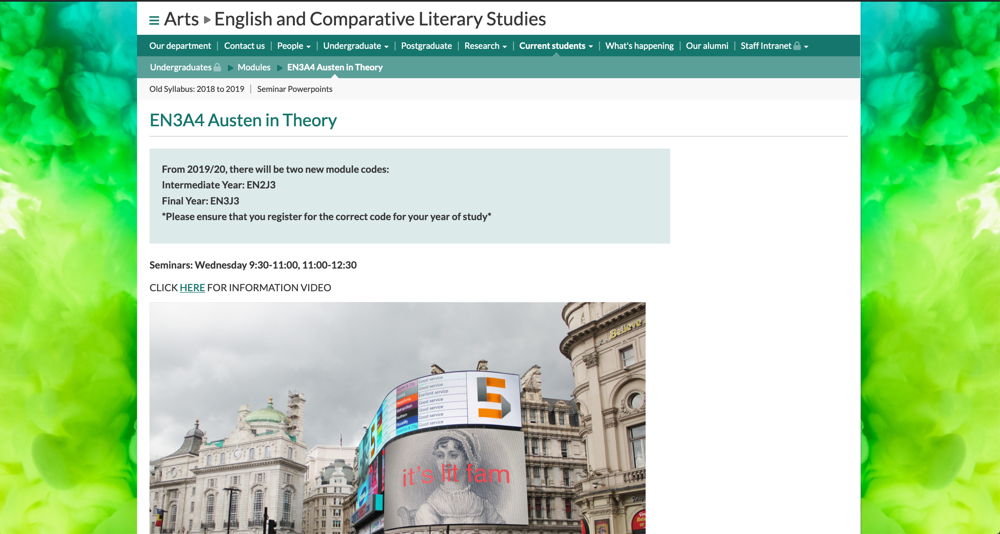 Arts English and Comparative Literary Studies
Our department | Contact us | People | Undergraduate | Postgraduate | Research | Current students | What's happening | Our alumni | Staff Intranet
Undergraduates Modules EN3A4 Austen in Theory
Old Syllabus: 2018 to 2019 | Seminar Powerpoints
EN3A4 Austen in Theory
From 2019/20, there will be two new module codes:
Intermediate Year: EN2J3
Final Year: EN3J3
*Please ensure that you register for the correct code for your year of study*
Seminars: Wednesday 9:30-11:00, 11:00-12:30
CLICK HERE FOR INFORMATION VIDEO
Believe
H'smith & City Good service
Jubilee Good service
Photofunia Exellent service
Metropolitan Good service
Northern Good service
Piccadilly Good service
Waterloo & City Good service
5
it's lit fam